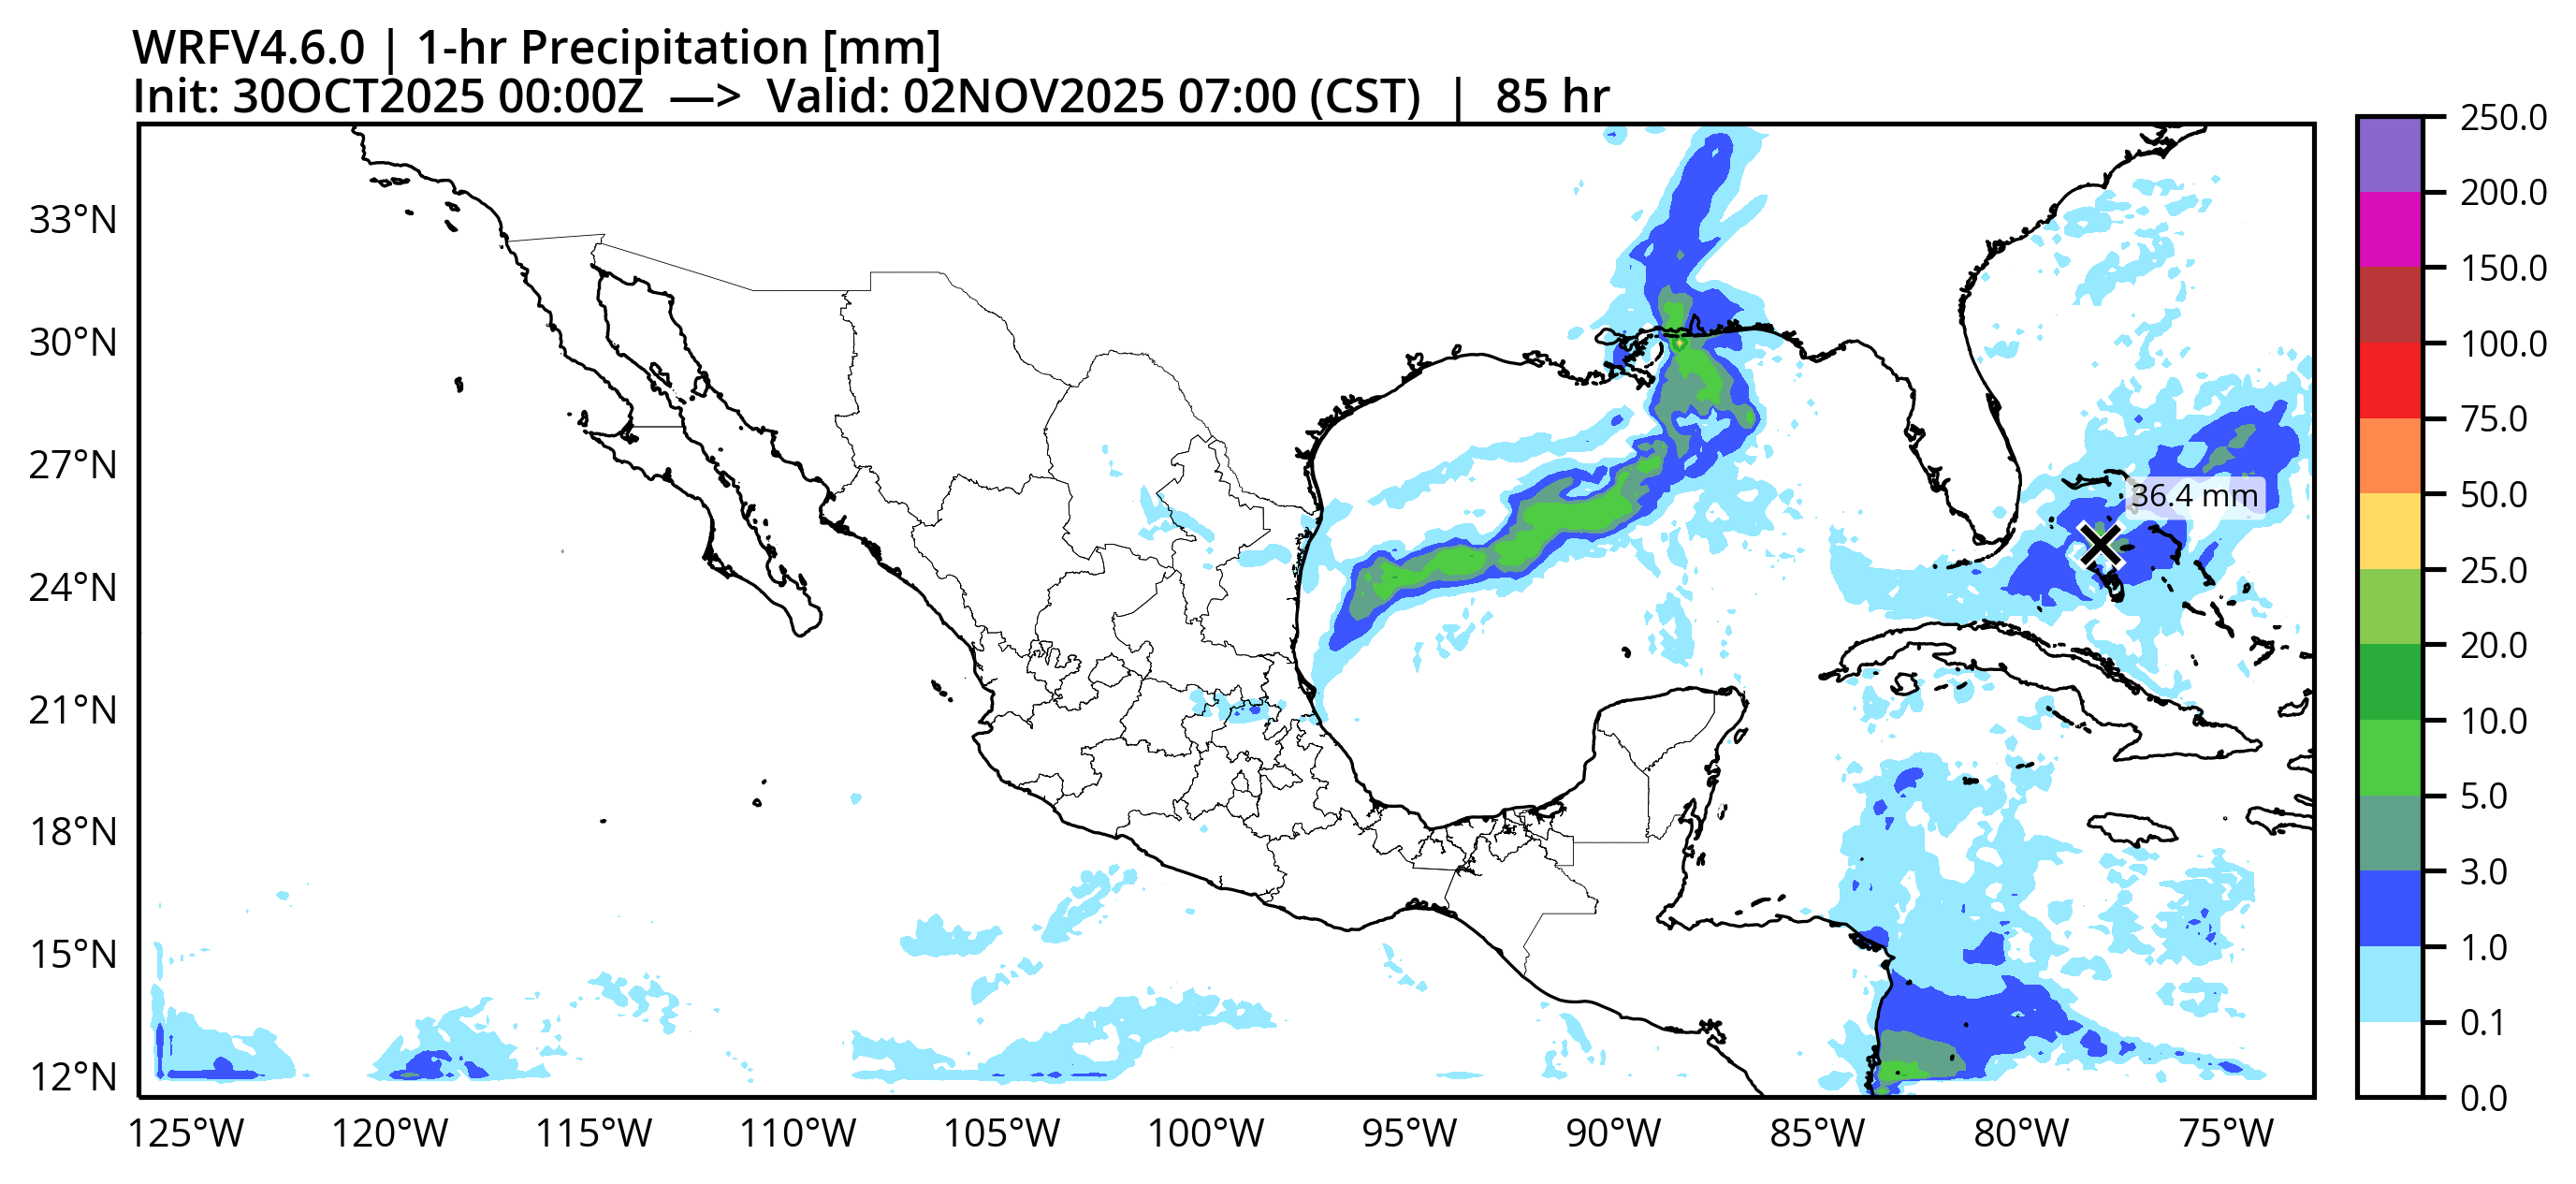 WRFV4.6.0 | 1-hr Precipitation [mm]
Init: 30OCT2025 00:00Z —> Valid: 02NOV2025 07:00 (CST) | 85 hr
33°N
30°N
27°N
24°N
21°N
18°N
15°N
12°N
125°W 120°W 115°W 110°W 105°W 100°W 95°W 90°W 85°W 80°W 75°W
36.4 mm
250.0
200.0
150.0
100.0
75.0
50.0
25.0
20.0
10.0
5.0
3.0
1.0
0.1
0.0